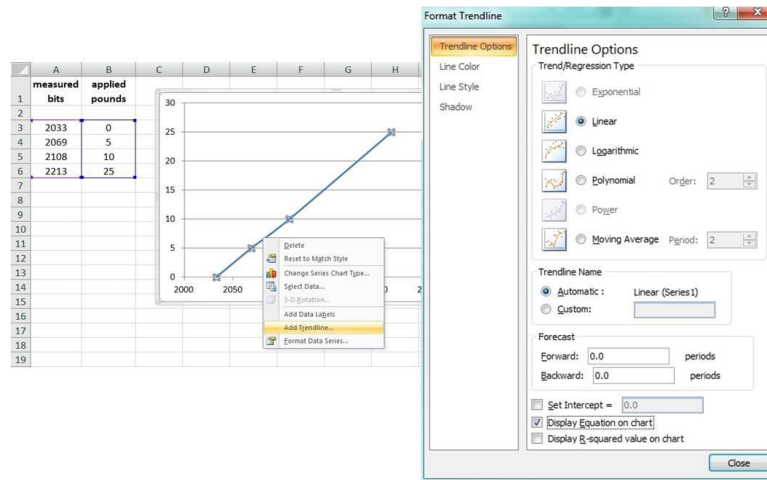 A B C D E F G H
measured applied
1 bits pounds
2
3 2033 0
4 2069 5
5 2108 10
6 2213 25
7
8
9
10
11
12
13
14
15
16
17
18
19
30
25
20
15
10
5
0
2000 2050
0 2
Delete
Reset to Match Style
Change Series Chart Type...
Select Data...
3-D Rotation...
Add Data Labels
Add Trendline...
Format Data Series...
Format Trendline
Trendline Options
Line Color
Line Style
Shadow
Trendline Options
Trend/Regression Type
Exponential
Linear
Logarithmic
Polynomial Order: 2
Power
Moving Average Period: 2
Trendline Name
Automatic : Linear (Series1)
Custom:
Forecast
Forward: 0.0 periods
Backward: 0.0 periods
Set Intercept = 0.0
Display Equation on chart
Display R-squared value on chart
Close